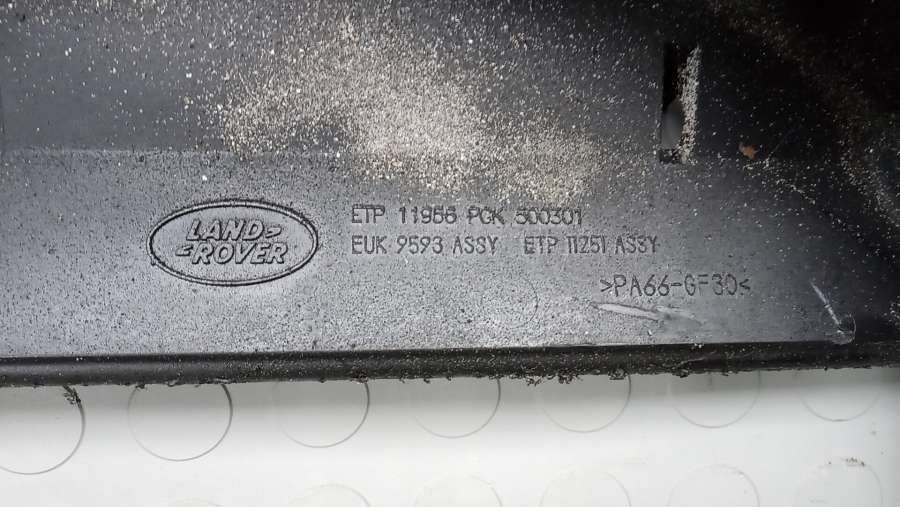 LAND>
=ROVER
ETP 11956 PGK 500301
EUK 9593 ASSY ETP 11251 ASSY
>PA66-GF30<